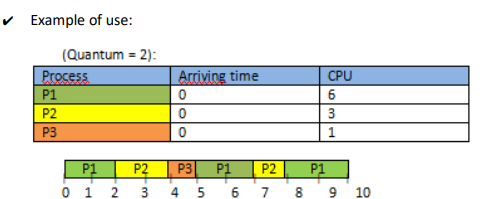 ✔ Example of use:
(Quantum = 2):
Process Arriving time CPU
P1 0 6
P2 0 3
P3 0 1
P1 P2 P3 P1 P2 P1
0 1 2 3 4 5 6 7 8 9 10